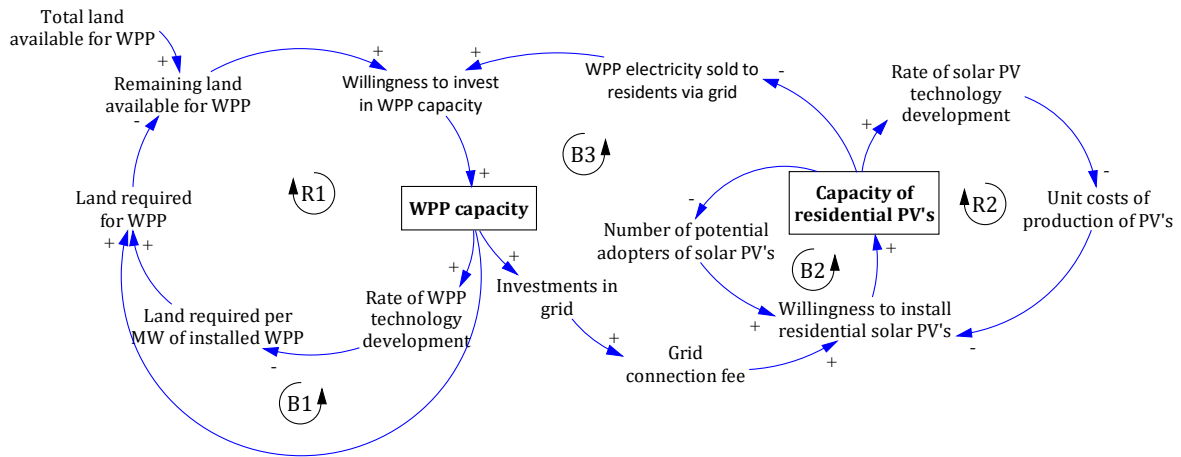 Total land
available for WPP
+
Remaining land
available for WPP
-
+
Willingness to invest
in WPP capacity
+
WPP electricity sold to
residents via grid
-
Rate of solar PV
technology
development
+
-
Unit costs of
production of PV's
-
R1
B3
R2
+
WPP capacity
Capacity of
residential PV's
+
Land required
for WPP
+
+
-
Number of potential
adopters of solar PV's
+
B2
Willingness to install
residential solar PV's
+
+
Investments in
grid
+
Rate of WPP
technology
development
Land required per
MW of installed WPP
-
+
Grid
connection fee
+
B1